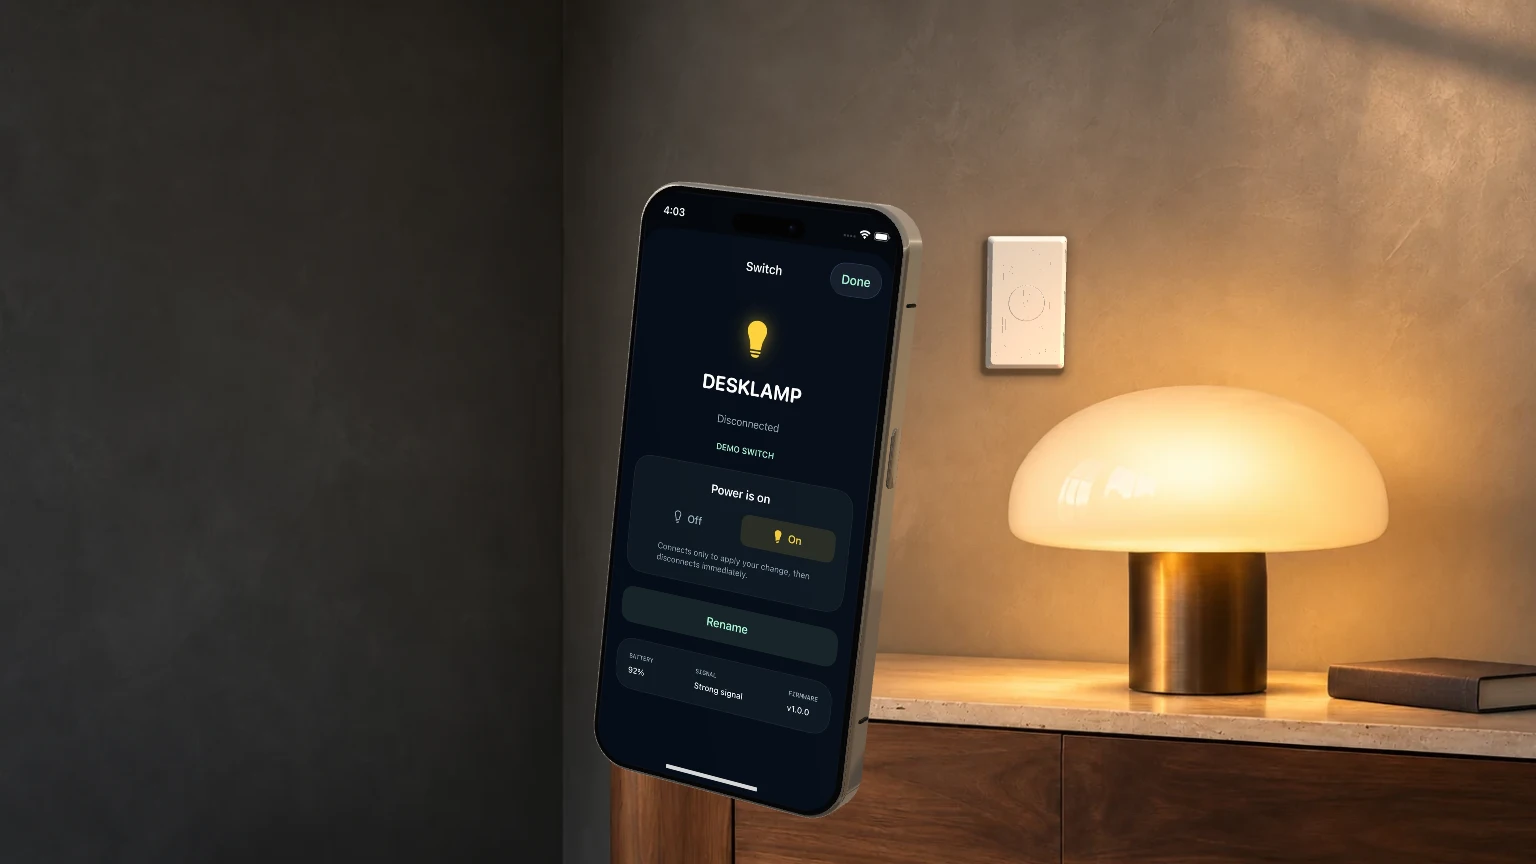 4:03
Switch
Done
DESKLAMP
Disconnected
DEMO SWITCH
Power is on
Off
On
Connects only to apply your change, then
disconnects immediately.
Rename
BATTERY
SIGNAL
FIRMWARE
92%
Strong signal
v1.0.0